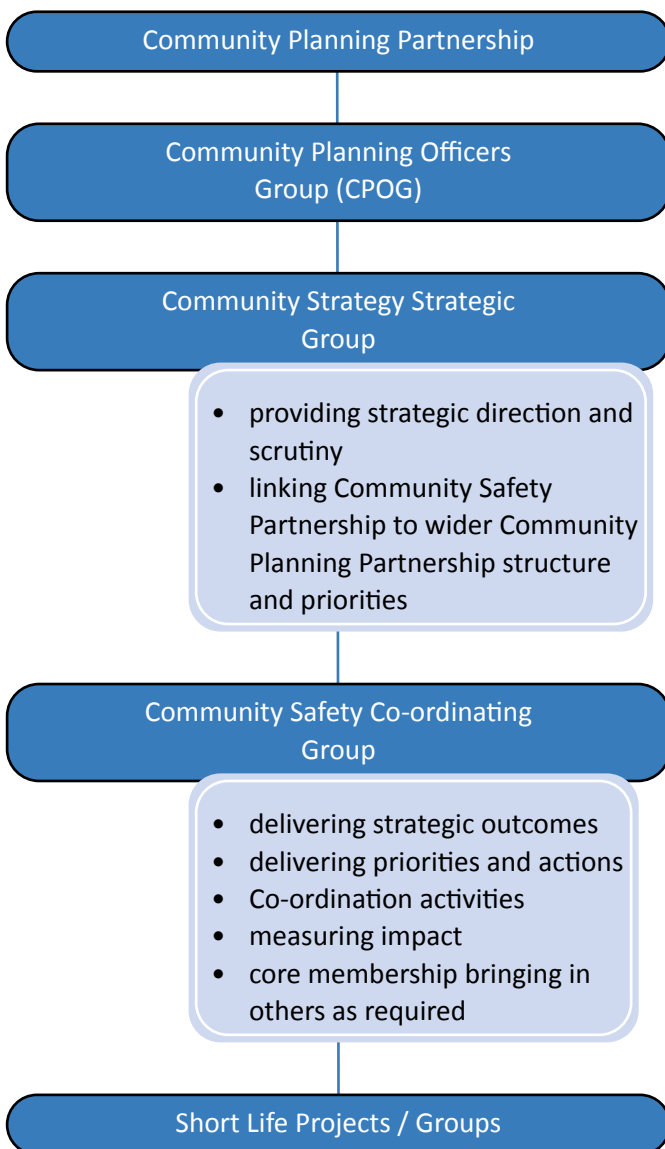 Community Planning Partnership
Community Planning Officers
Group (CPOG)
Community Strategy Strategic
Group
• providing strategic direction and
scrutiny
• linking Community Safety
Partnership to wider Community
Planning Partnership structure
and priorities
Community Safety Co-ordinating
Group
• delivering strategic outcomes
• delivering priorities and actions
• Co-ordination activities
• measuring impact
• core membership bringing in
others as required
Short Life Projects / Groups